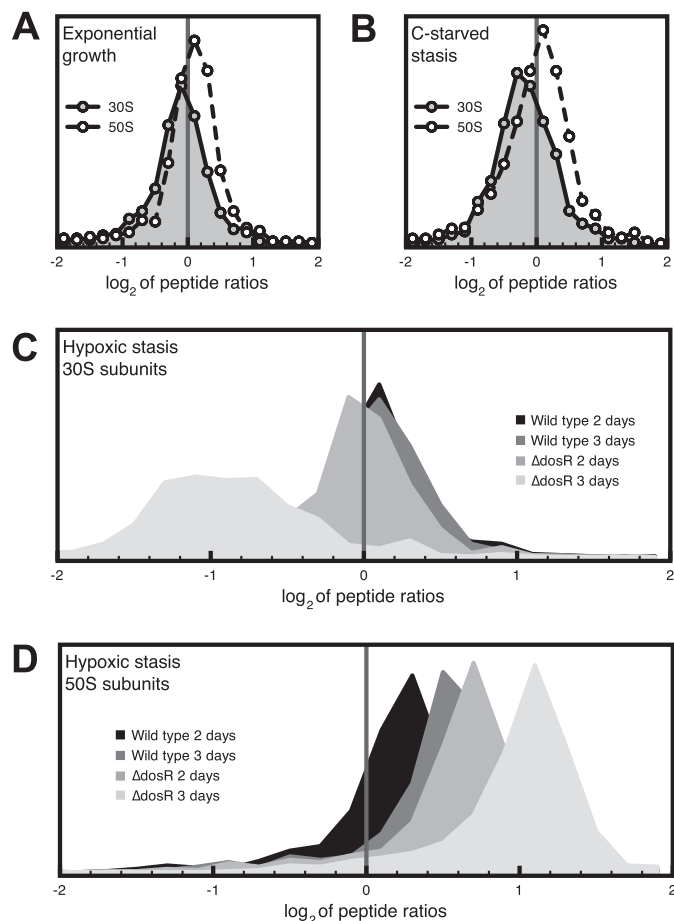 A
Exponential
growth
30S
50S
-2 -1 0 1 2
log2 of peptide ratios
B
C-starved
stasis
30S
50S
-2 -1 0 1 2
log2 of peptide ratios
C
Hypoxic stasis
30S subunits
Wild type 2 days
Wild type 3 days
ΔdosR 2 days
ΔdosR 3 days
-2 -1 0 1 2
log2 of peptide ratios
D
Hypoxic stasis
50S subunits
Wild type 2 days
Wild type 3 days
ΔdosR 2 days
ΔdosR 3 days
-2 -1 0 1 2
log2 of peptide ratios